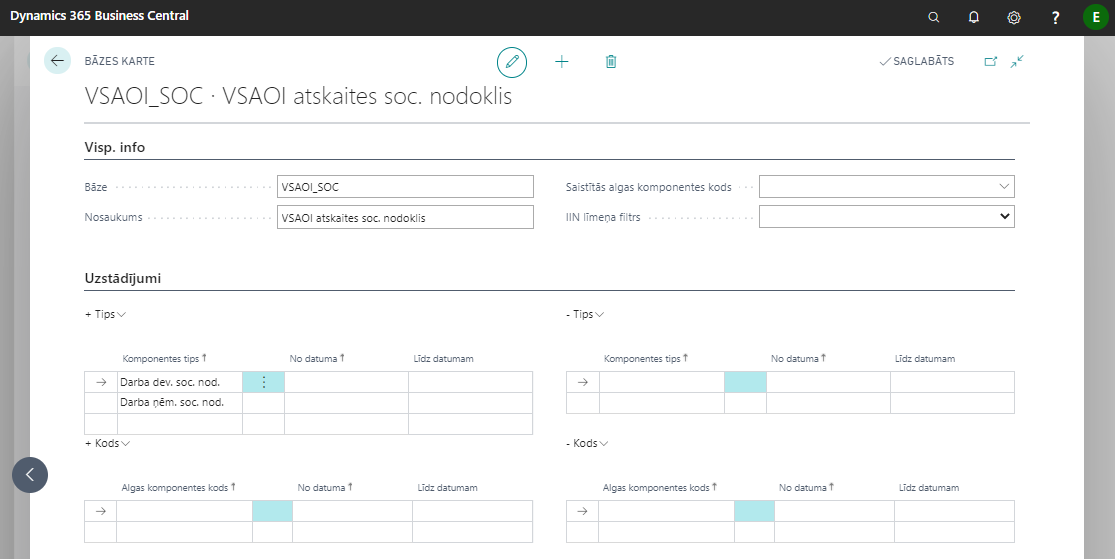 Dynamics 365 Business Central
?
E
BĀZES KARTE
SAGLABĀTS
VSAOI_SOC · VSAOI atskaites soc. nodoklis
Visp. info
Bāze VSAOI_SOC
Saistītās algas komponentes kods
Nosaukums VSAOI atskaites soc. nodoklis
IIN līmeņa filtrs
Uzstādījumi
+ Tips
- Tips
Komponentes tips ↑ No datuma ↑ Līdz datumam
Komponentes tips ↑ No datuma ↑ Līdz datumam
Darba dev. soc. nod.
Darba ņēm. soc. nod.
+ Kods
- Kods
Algas komponentes kods ↑ No datuma ↑ Līdz datumam
Algas komponentes kods ↑ No datuma ↑ Līdz datumam